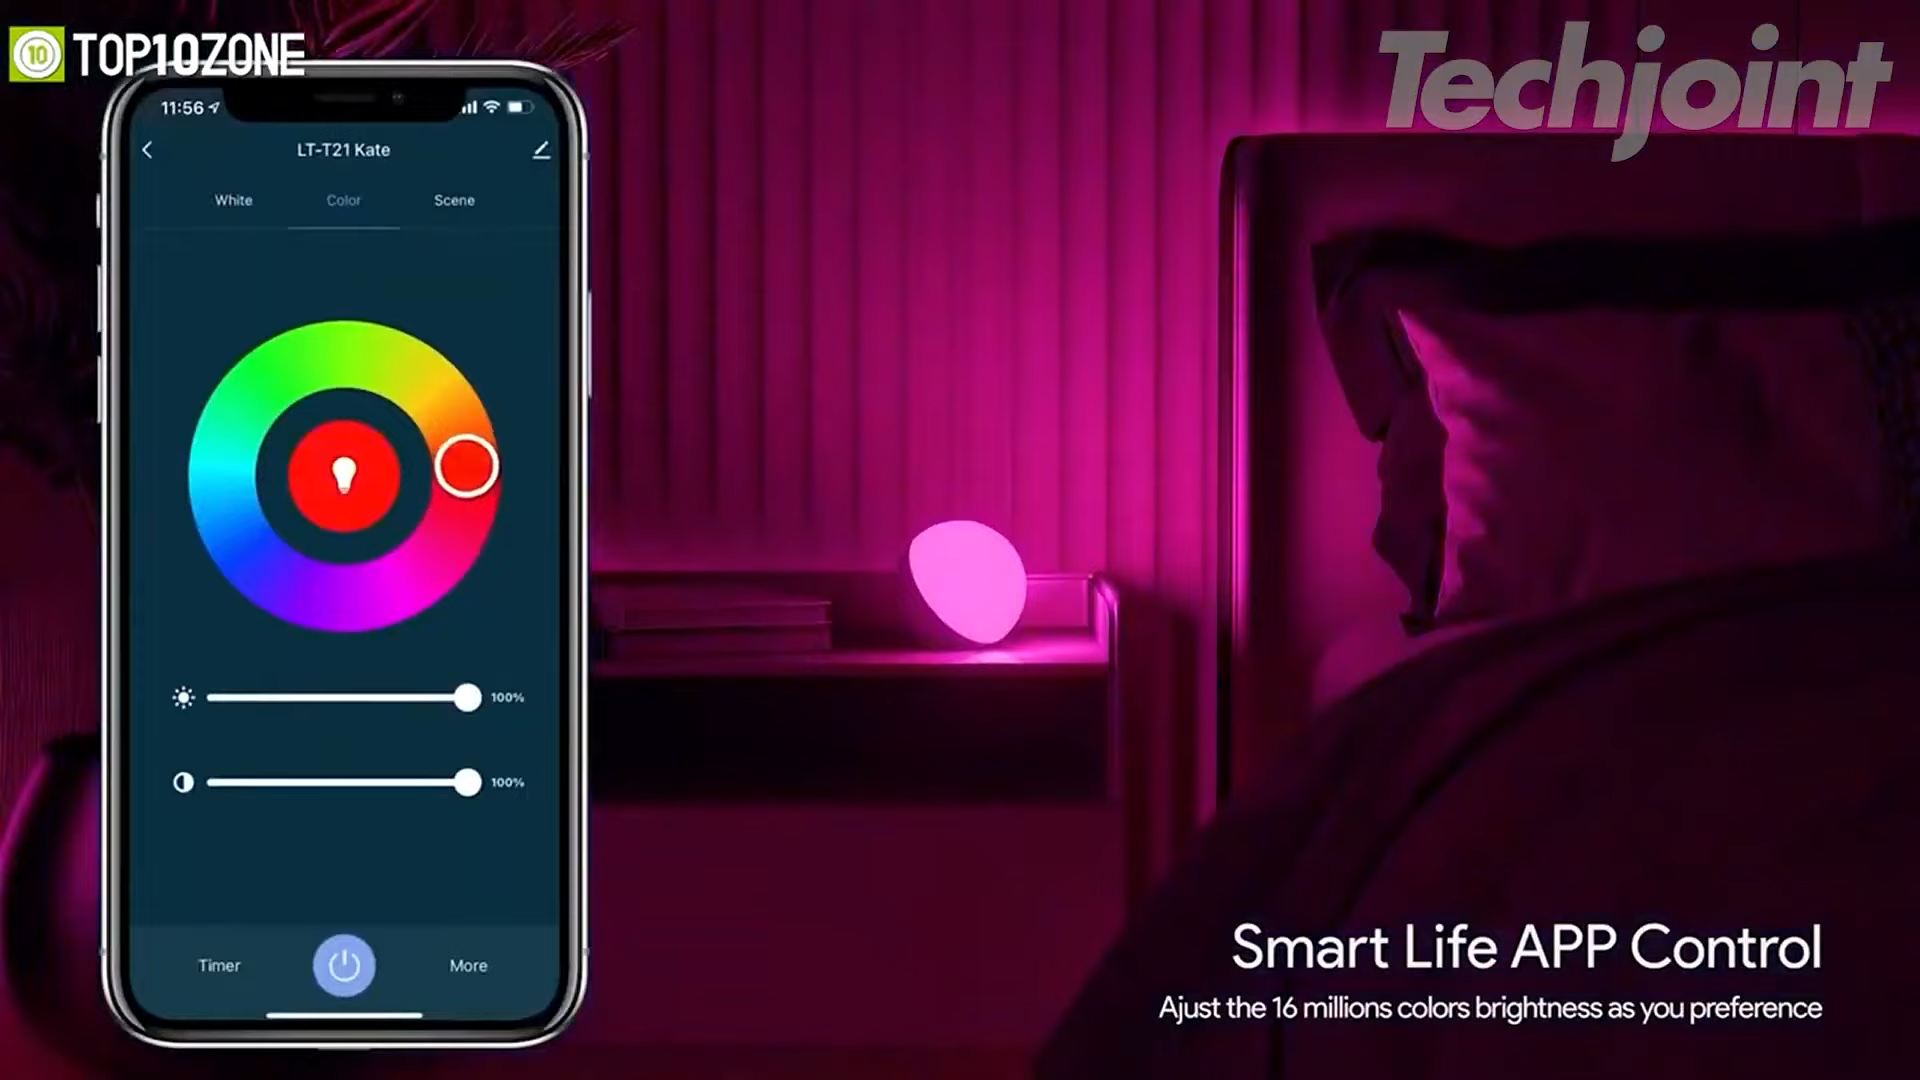 10 TOP10ZONE
Techjoint
11:56
LT-T21 Kate
White Color Scene
100%
100%
Timer More
Smart Life APP Control
Ajust the 16 millions colors brightness as you preference